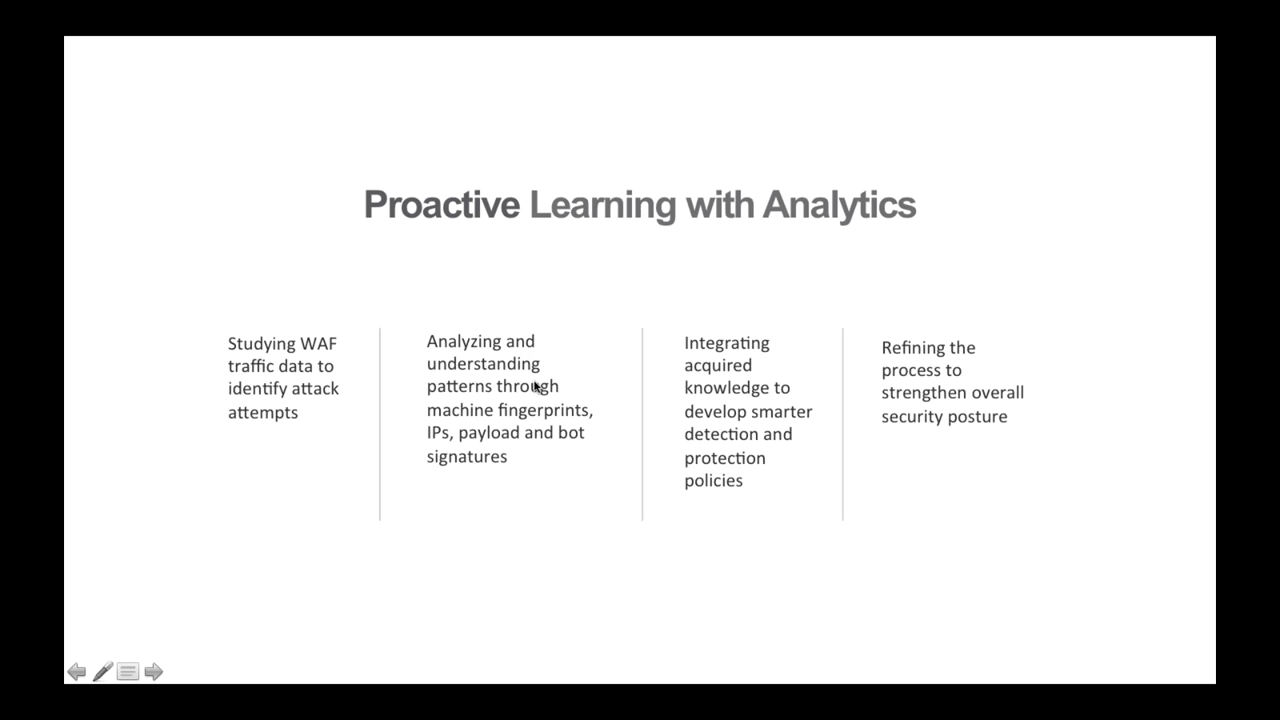 Proactive Learning with Analytics
Studying WAF
traffic data to
identify attack
attempts
Analyzing and
understanding
patterns through
machine fingerprints,
IPs, payload and bot
signatures
Integrating
acquired
knowledge to
develop smarter
detection and
protection
policies
Refining the
process to
strengthen overall
security posture